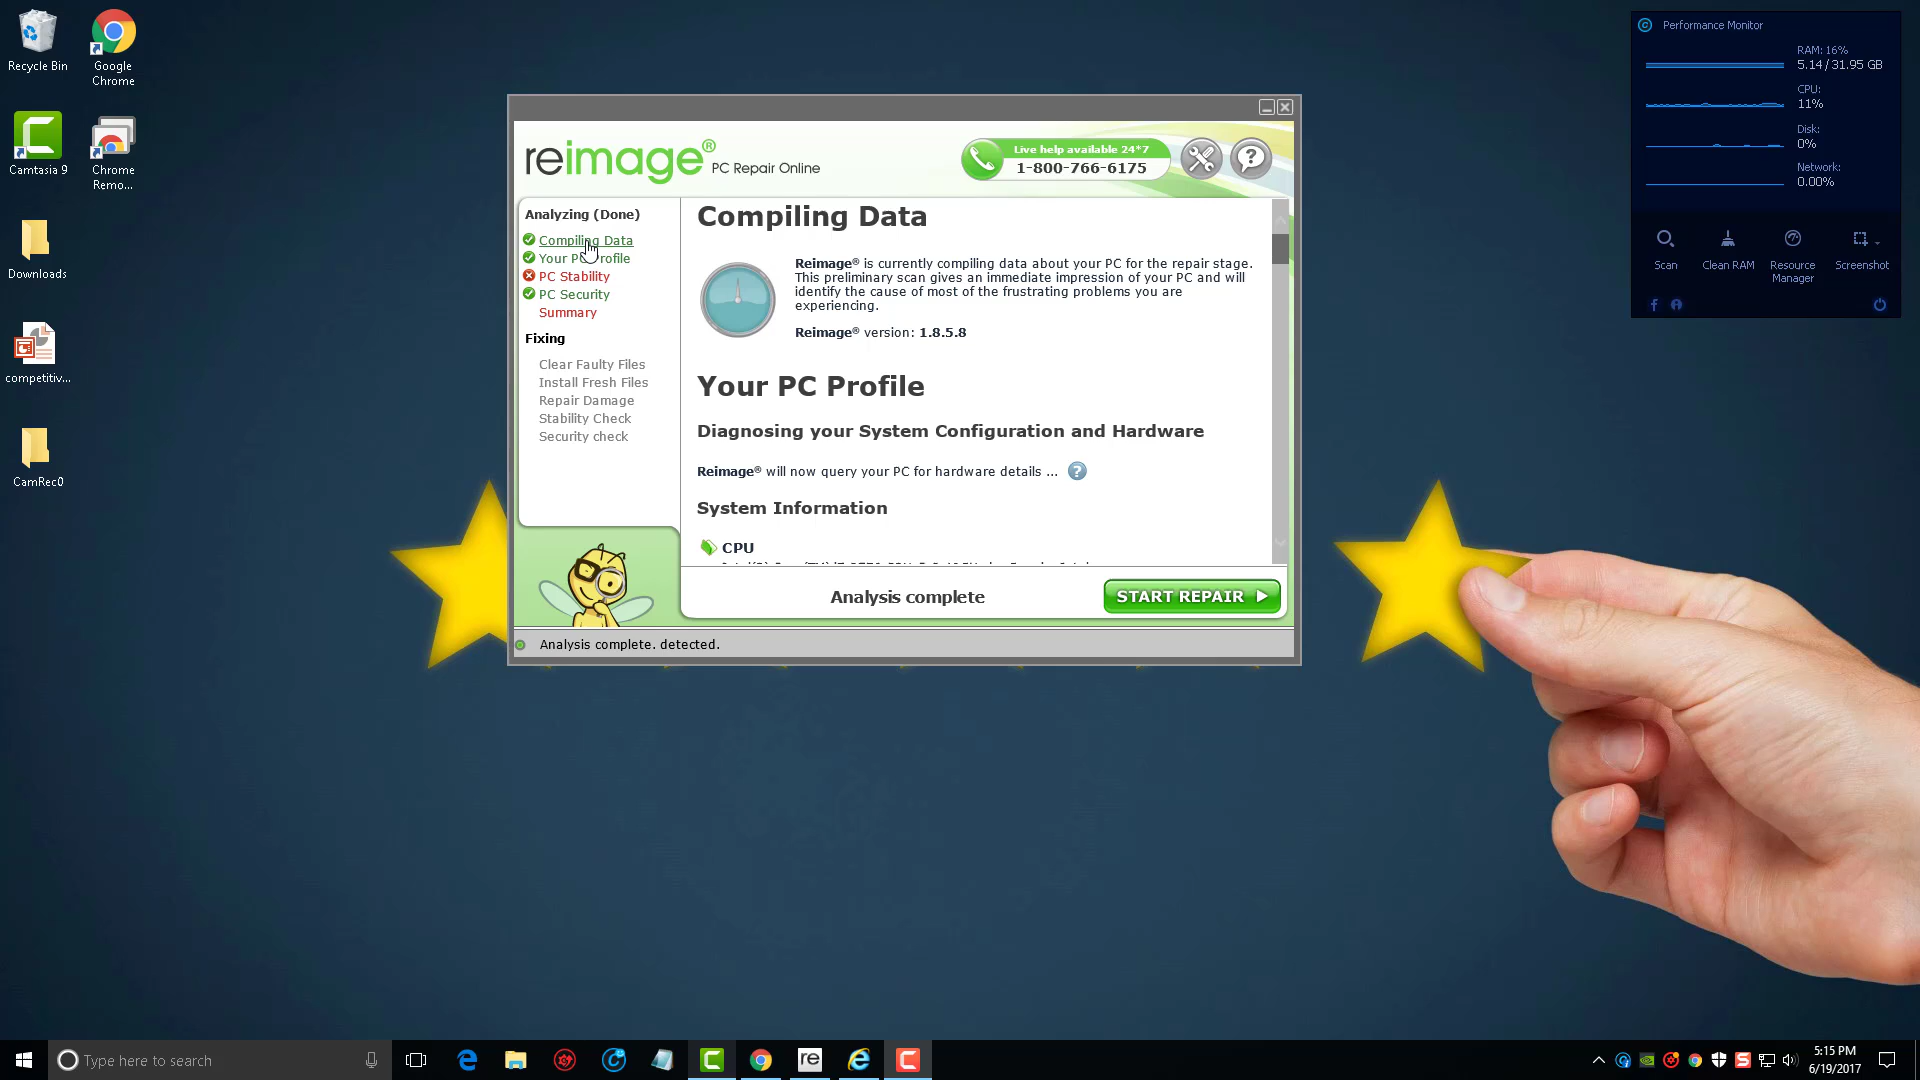 Recycle Bin
Google
Chrome
Camtasia 9
Chrome
Remo...
Downloads
competitiv...
CamRec0
Performance Monitor
RAM: 16%
5.14 / 31.95 GB
CPU:
11%
Disk:
0%
Network:
0.00%
Scan
Clean RAM
Resource
Manager
Screenshot
reimage® PC Repair Online
Live help available 24*7
1-800-766-6175
Analyzing (Done)
Compiling Data
Your PC Profile
PC Stability
PC Security
Summary
Fixing
Clear Faulty Files
Install Fresh Files
Repair Damage
Stability Check
Security check
Compiling Data
Reimage® is currently compiling data about your PC for the repair stage.
This preliminary scan gives an immediate impression of your PC and will
identify the cause of most of the frustrating problems you are
experiencing.
Reimage® version: 1.8.5.8
Your PC Profile
Diagnosing your System Configuration and Hardware
Reimage® will now query your PC for hardware details ...
System Information
CPU
Analysis complete
START REPAIR
Analysis complete. detected.
Type here to search
re
5:15 PM
6/19/2017